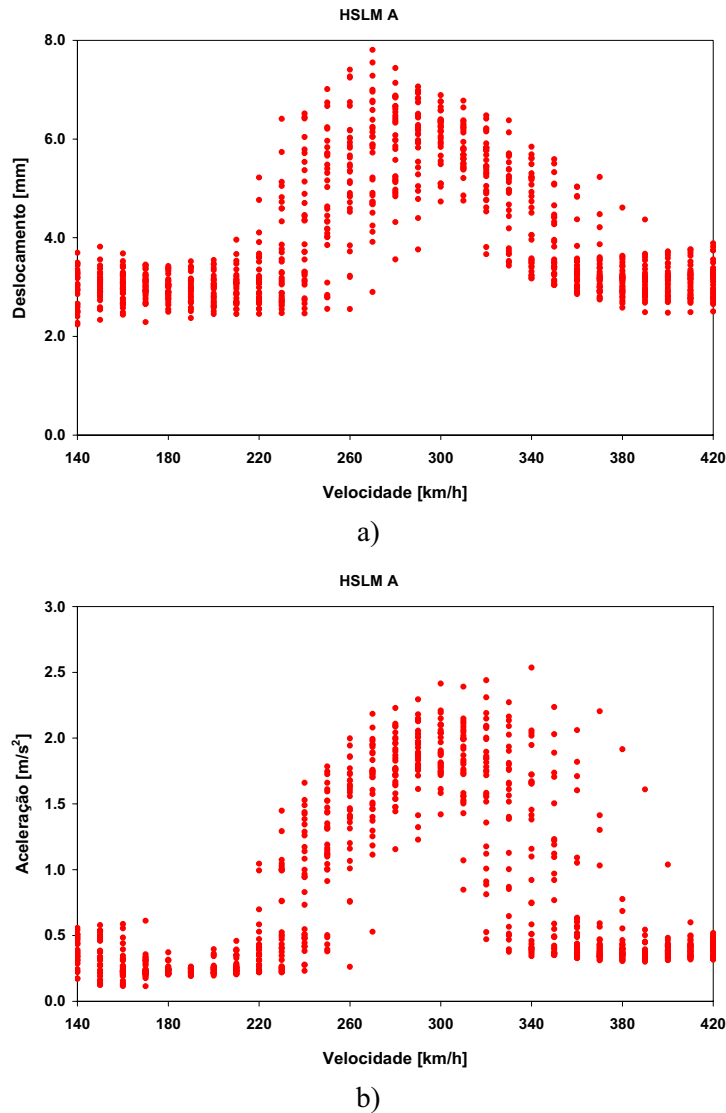 HSLM A
8.0
6.0
4.0
2.0
0.0
Deslocamento [mm]
140 180 220 260 300 340 380 420
Velocidade [km/h]
a)
HSLM A
3.0
2.5
2.0
1.5
1.0
0.5
0.0
Aceleração [m/s²]
140 180 220 260 300 340 380 420
Velocidade [km/h]
b)